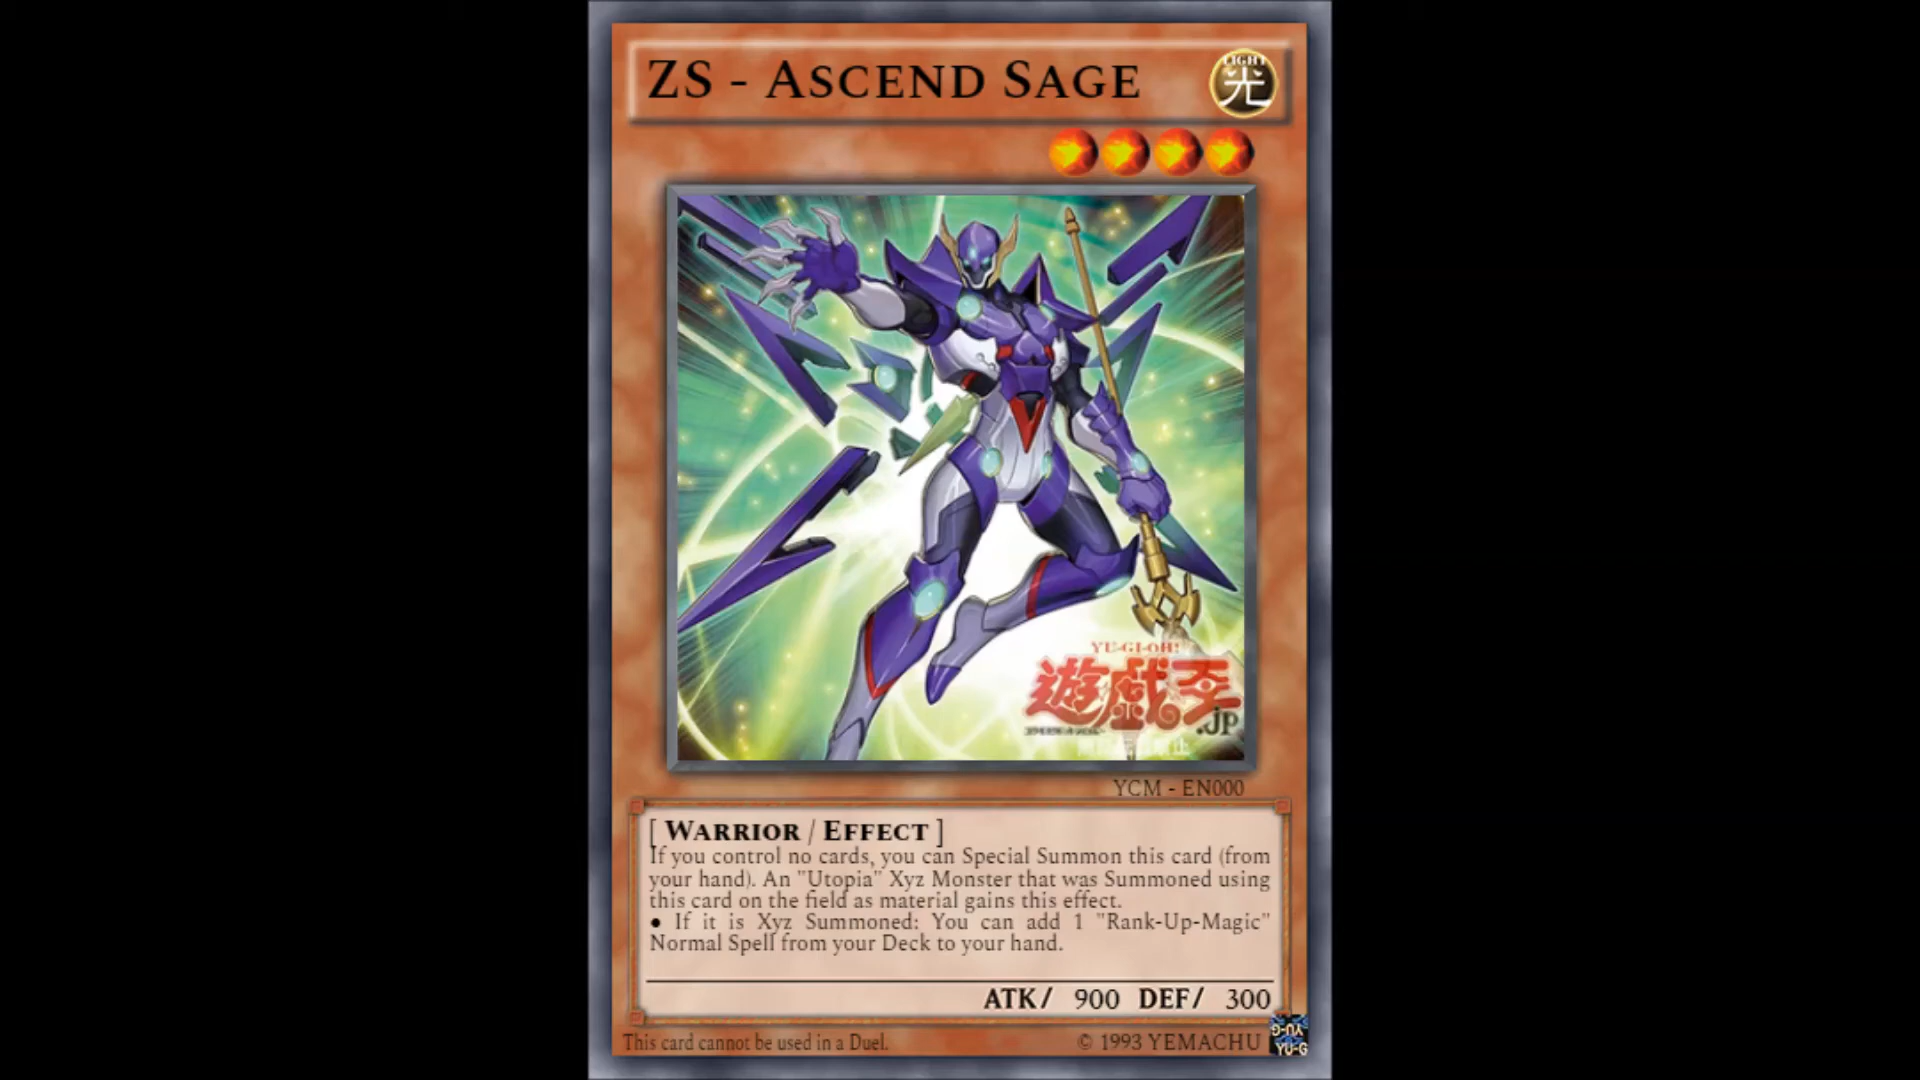 ZS - Ascend Sage
LIGHT
光
YU-GI-OH!
遊戯王
.jp
YCM - EN000
[ Warrior / Effect ]
If you control no cards, you can Special Summon this card (from
your hand). An "Utopia" Xyz Monster that was Summoned using
this card on the field as material gains this effect.
● If it is Xyz Summoned: You can add 1 "Rank-Up-Magic"
Normal Spell from your Deck to your hand.
ATK/ 900 DEF/ 300
This card cannot be used in a Duel.
© 1993 YEMACHU
YU-G
YU-G